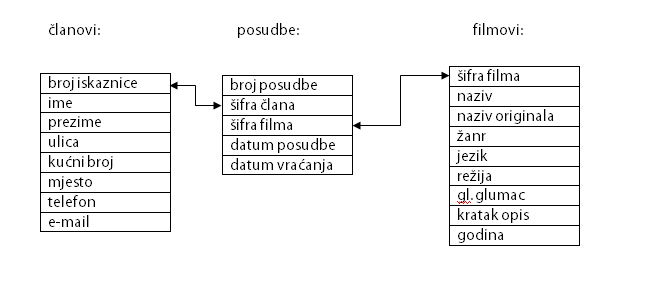 članovi:
posudbe:
filmovi:
broj iskaznice
ime
prezime
ulica
kućni broj
mjesto
telefon
e-mail
broj posudbe
šifra člana
šifra filma
datum posudbe
datum vraćanja
šifra filma
naziv
naziv originala
žanr
jezik
režija
gl. glumac
kratak opis
godina